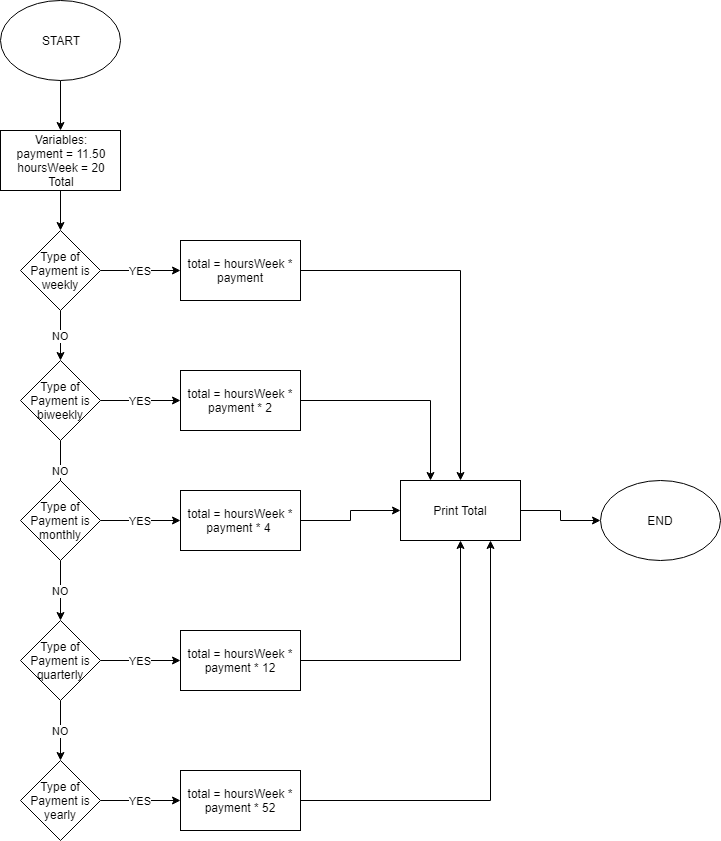 START
Variables:
payment = 11.50
hoursWeek = 20
Total
Type of
Payment is
weekly
YES
total = hoursWeek *
payment
NO
Type of
Payment is
biweekly
YES
total = hoursWeek *
payment * 2
NO
Type of
Payment is
monthly
YES
total = hoursWeek *
payment * 4
Print Total
END
NO
Type of
Payment is
quarterly
YES
total = hoursWeek *
payment * 12
NO
Type of
Payment is
yearly
YES
total = hoursWeek *
payment * 52